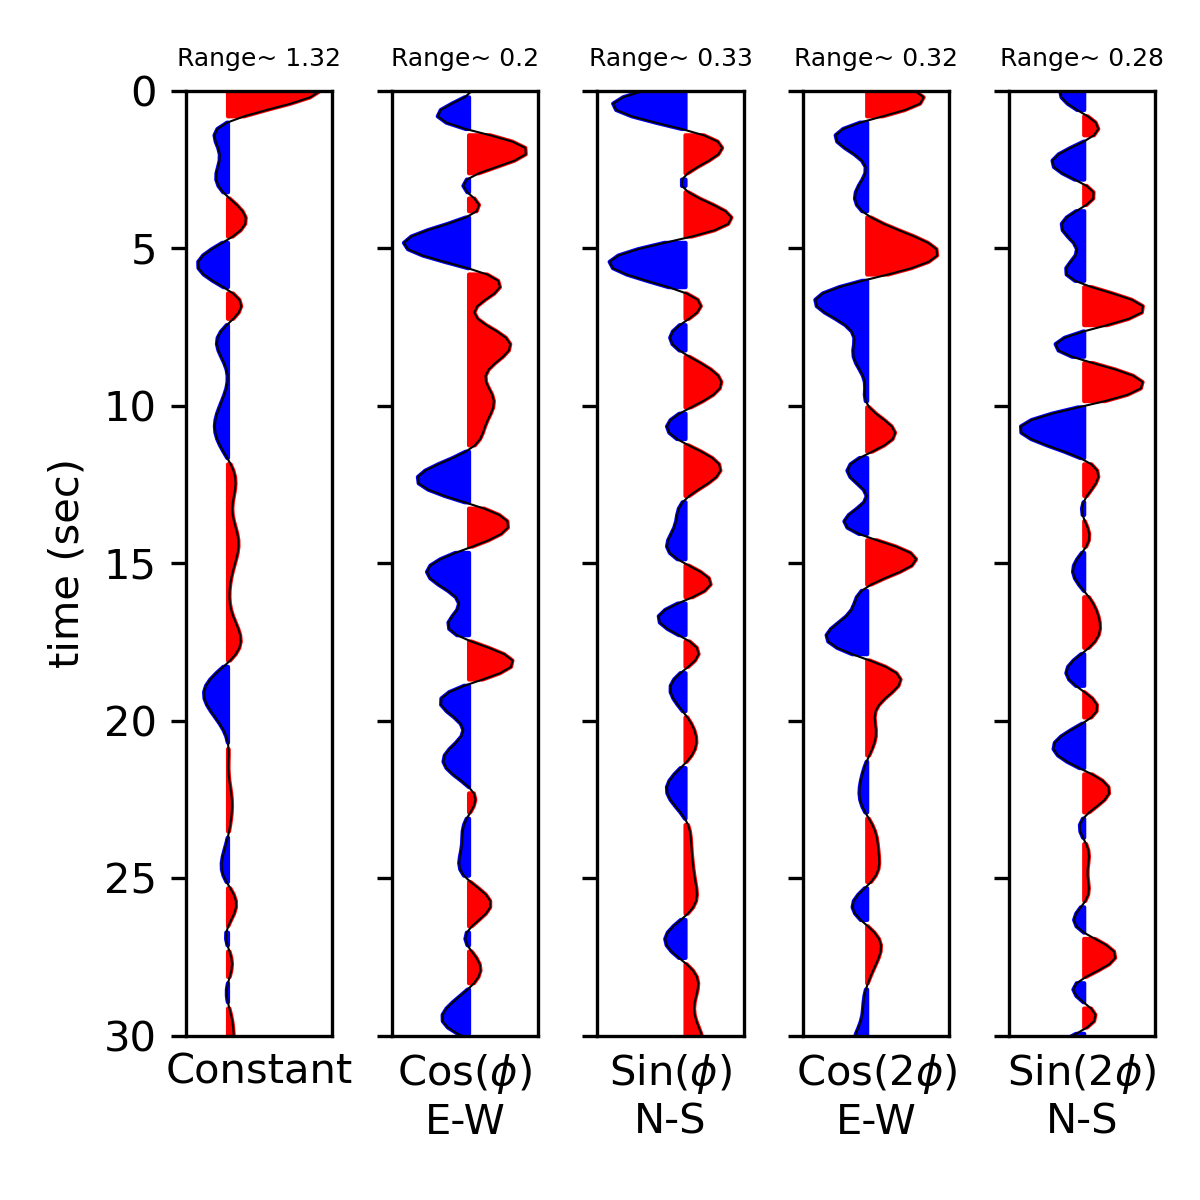 Range~ 1.32
Range~ 0.2
Range~ 0.33
Range~ 0.32
Range~ 0.28
0
5
10
15
20
25
30
time (sec)
Constant
Cos(ϕ)
E-W
Sin(ϕ)
N-S
Cos(2ϕ)
E-W
Sin(2ϕ)
N-S